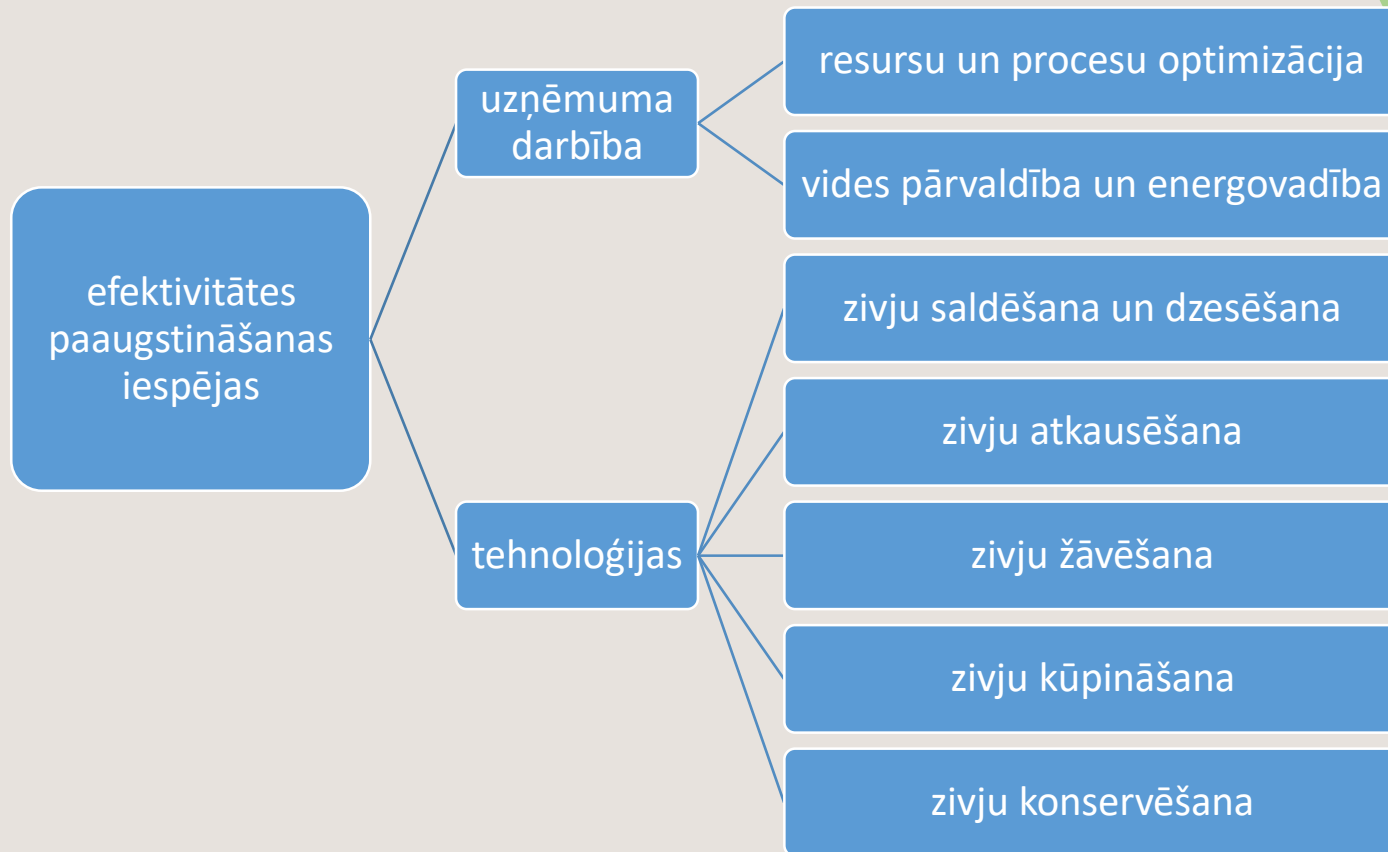 efektivitātes
paaugstināšanas
iespējas
uzņēmuma
darbība
resursu un procesu optimizācija
vides pārvaldība un energovadība
tehnoloģijas
zivju saldēšana un dzesēšana
zivju atkausēšana
zivju žāvēšana
zivju kūpināšana
zivju konservēšana